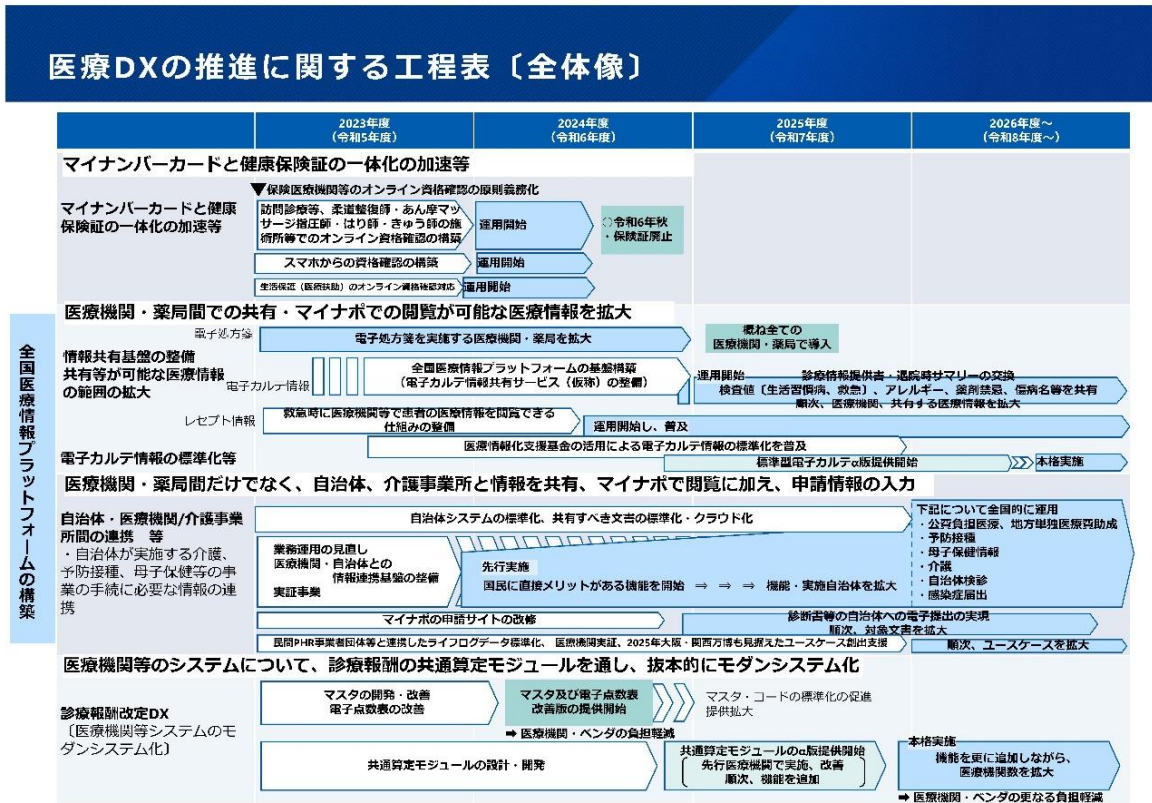 医療DXの推進に関する工程表〔全体像〕
2023年度
（令和5年度）
2024年度
（令和6年度）
2025年度
（令和7年度）
2026年度～
（令和8年度～）
全国医療情報プラットフォームの構築
マイナンバーカードと健康保険証の一体化の加速等
マイナンバーカードと健康
保険証の一体化の加速等
▼保険医療機関等のオンライン資格確認の原則義務化
訪問診療等、柔道整復師・あん摩マッ
サージ指圧師・はり師・きゅう師の施
術所等でのオンライン資格確認の構築
運用開始
○令和6年秋
・保険証廃止
スマホからの資格確認の構築
運用開始
生活保護（医療扶助）のオンライン資格確認対応
運用開始
医療機関・薬局間での共有・マイナポでの閲覧が可能な医療情報を拡大
情報共有基盤の整備
共有等が可能な医療情報
の範囲の拡大
電子処方箋
電子処方箋を実施する医療機関・薬局を拡大
概ね全ての
医療機関・薬局で導入
電子カルテ情報
全国医療情報プラットフォームの基盤構築
（電子カルテ情報共有サービス（仮称）の整備）
運用開始
診療情報提供書・退院時サマリーの交換
検査値〔生活習慣病、救急〕、アレルギー、薬剤禁忌、傷病名等を共有
順次、医療機関、共有する医療情報を拡大
レセプト情報
救急時に医療機関等で患者の医療情報を閲覧できる
仕組みの整備
運用開始し、普及
電子カルテ情報の標準化等
医療情報化支援基金の活用による電子カルテ情報の標準化を普及
標準型電子カルテα版提供開始
本格実施
医療機関・薬局間だけでなく、自治体、介護事業所と情報を共有、マイナポで閲覧に加え、申請情報の入力
自治体・医療機関/介護事業
所間の連携 等
・自治体が実施する介護、
予防接種、母子保健等の事
業の手続に必要な情報の連
携
自治体システムの標準化、共有すべき文書の標準化・クラウド化
業務運用の見直し
医療機関・自治体との
情報連携基盤の整備
実証事業
先行実施
国民に直接メリットがある機能を開始 ⇒ ⇒ ⇒ 機能・実施自治体を拡大
下記について全国的に運用
・公費負担医療、地方単独医療費助成
・予防接種
・母子保健情報
・介護
・自治体検診
・感染症届出
マイナポの申請サイトの改修
診断書等の自治体への電子提出の実現
順次、対象文書を拡大
民間PHR事業者団体等と連携したライフログデータ標準化、 医療機関実証、2025年大阪・関西万博も見据えたユースケース創出支援
順次、ユースケースを拡大
医療機関等のシステムについて、診療報酬の共通算定モジュールを通し、抜本的にモダンシステム化
診療報酬改定DX
〔医療機関等システムのモ
ダンシステム化〕
マスタの開発・改善
電子点数表の改善
マスタ及び電子点数表
改善版の提供開始
マスタ・コードの標準化の促進
提供拡大
➡ 医療機関・ベンダの負担軽減
共通算定モジュールの設計・開発
共通算定モジュールのα版提供開始
先行医療機関で実施、改善
順次、機能を追加
本格実施
機能を更に追加しながら、
医療機関数を拡大
➡ 医療機関・ベンダの更なる負担軽減